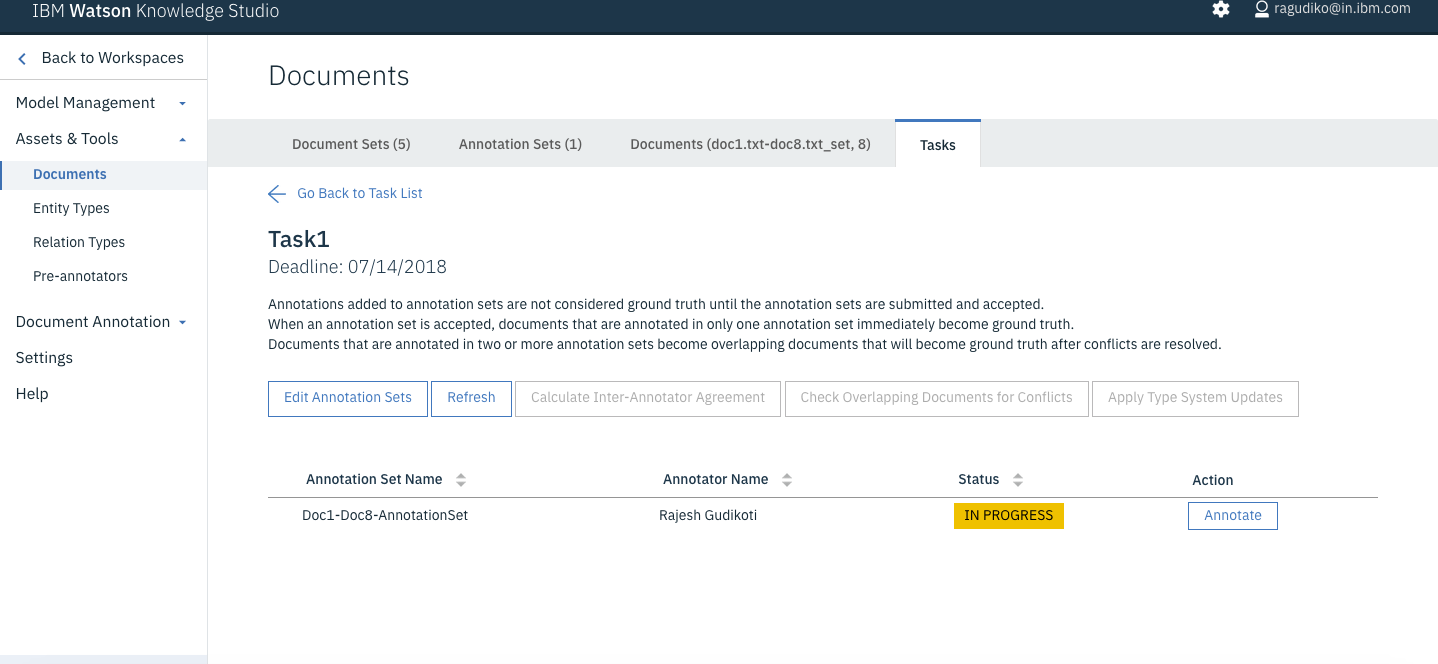 IBM Watson Knowledge Studio
ragudiko@in.ibm.com
Back to Workspaces
Model Management
Assets & Tools
Documents
Entity Types
Relation Types
Pre-annotators
Document Annotation
Settings
Help
Documents
Document Sets (5) Annotation Sets (1) Documents (doc1.txt-doc8.txt_set, 8) Tasks
Go Back to Task List
Task1
Deadline: 07/14/2018
Annotations added to annotation sets are not considered ground truth until the annotation sets are submitted and accepted.
When an annotation set is accepted, documents that are annotated in only one annotation set immediately become ground truth.
Documents that are annotated in two or more annotation sets become overlapping documents that will become ground truth after conflicts are resolved.
Edit Annotation Sets Refresh Calculate Inter-Annotator Agreement Check Overlapping Documents for Conflicts Apply Type System Updates
Annotation Set Name Annotator Name Status Action
Doc1-Doc8-AnnotationSet Rajesh Gudikoti IN PROGRESS Annotate